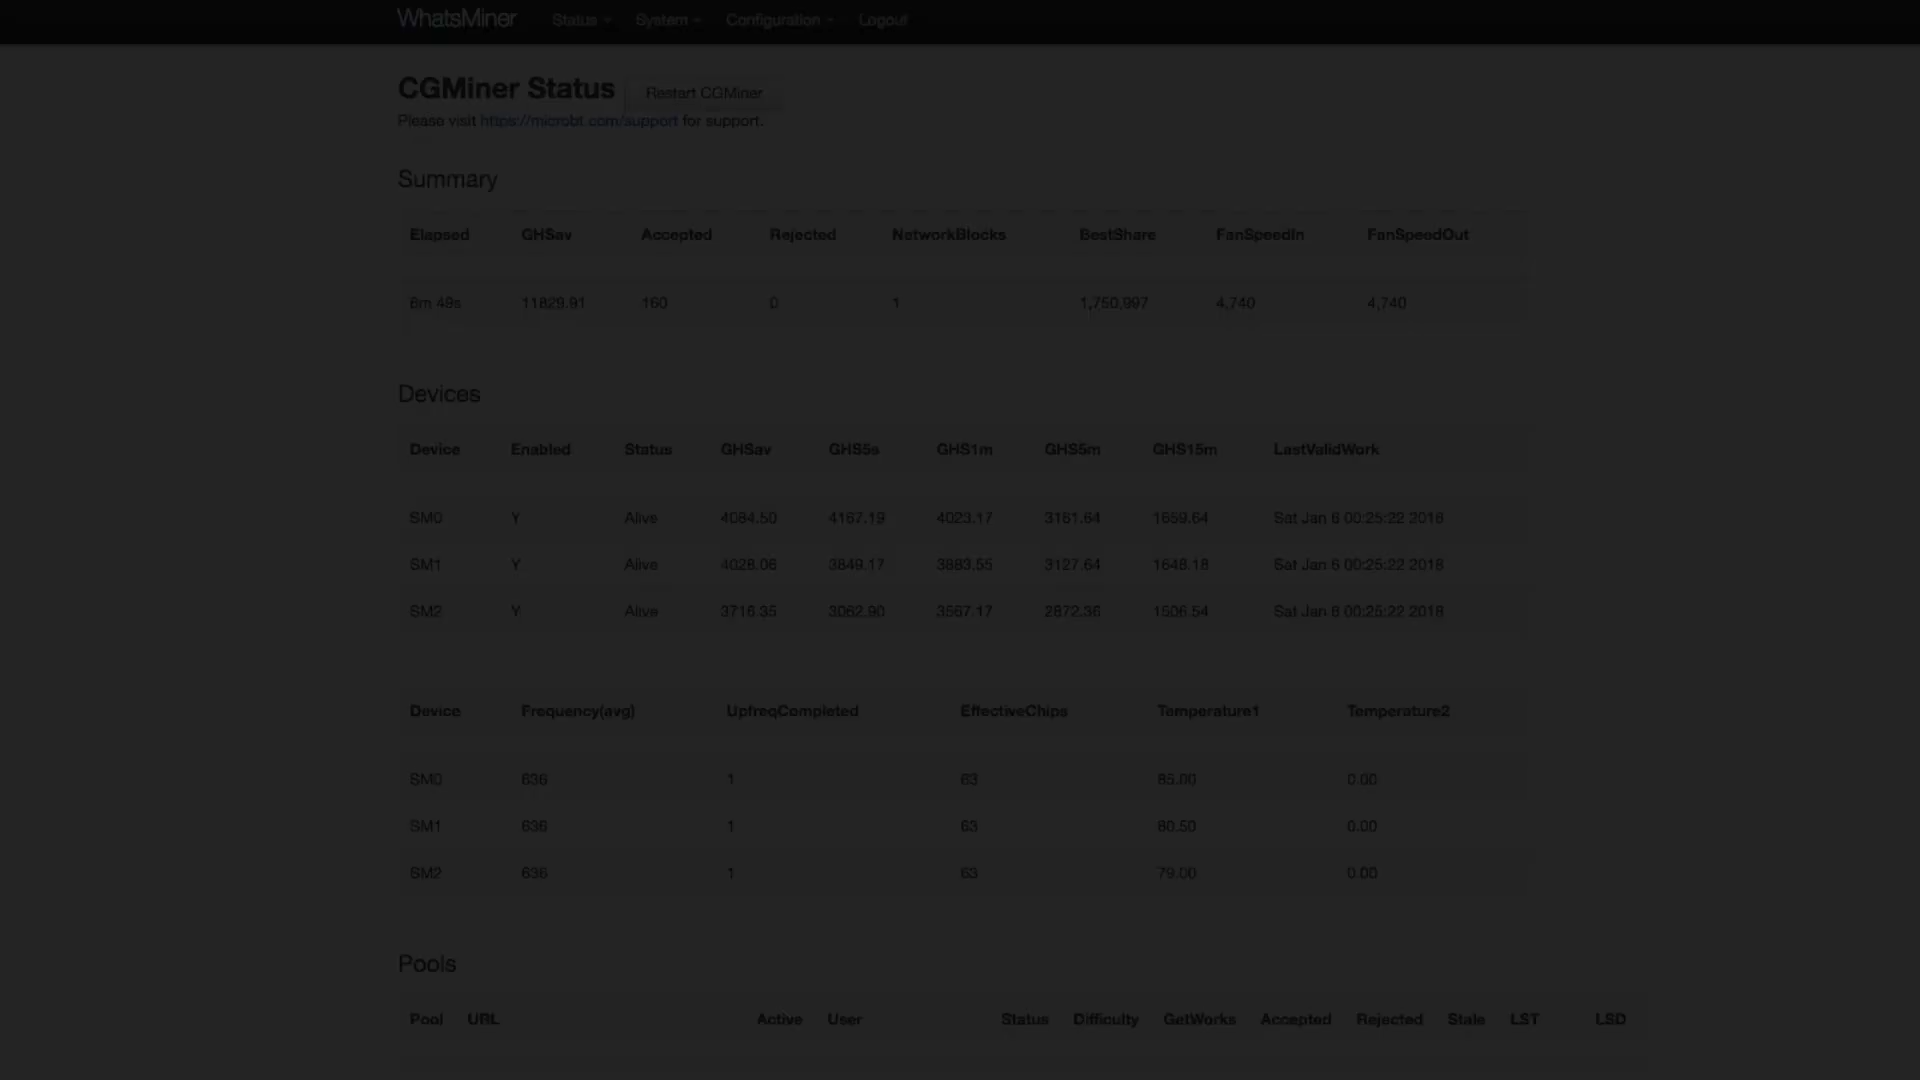 WhatsMiner Status System Configuration Logout
CGMiner Status Restart CGMiner
Please visit https://microbt.com/support for support.
Summary
Elapsed GHSav Accepted Rejected NetworkBlocks BestShare FanSpeedIn FanSpeedOut
6m 49s 11829.91 160 0 1 1,750,997 4,740 4,740
Devices
Device Enabled Status GHSav GHS5s GHS1m GHS5m GHS15m LastValidWork
SM0 Y Alive 4084.50 4167.19 4023.17 3161.64 1659.64 Sat Jan 6 00:25:22 2018
SM1 Y Alive 4028.06 3849.17 3883.55 3127.64 1648.18 Sat Jan 6 00:25:22 2018
SM2 Y Alive 3716.35 3062.90 3567.17 2872.36 1506.54 Sat Jan 6 00:25:22 2018
Device Frequency(avg) UpfreqCompleted EffectiveChips Temperature1 Temperature2
SM0 636 1 63 85.00 0.00
SM1 636 1 63 80.50 0.00
SM2 636 1 63 79.00 0.00
Pools
Pool URL Active User Status Difficulty GetWorks Accepted Rejected Stale LST LSD